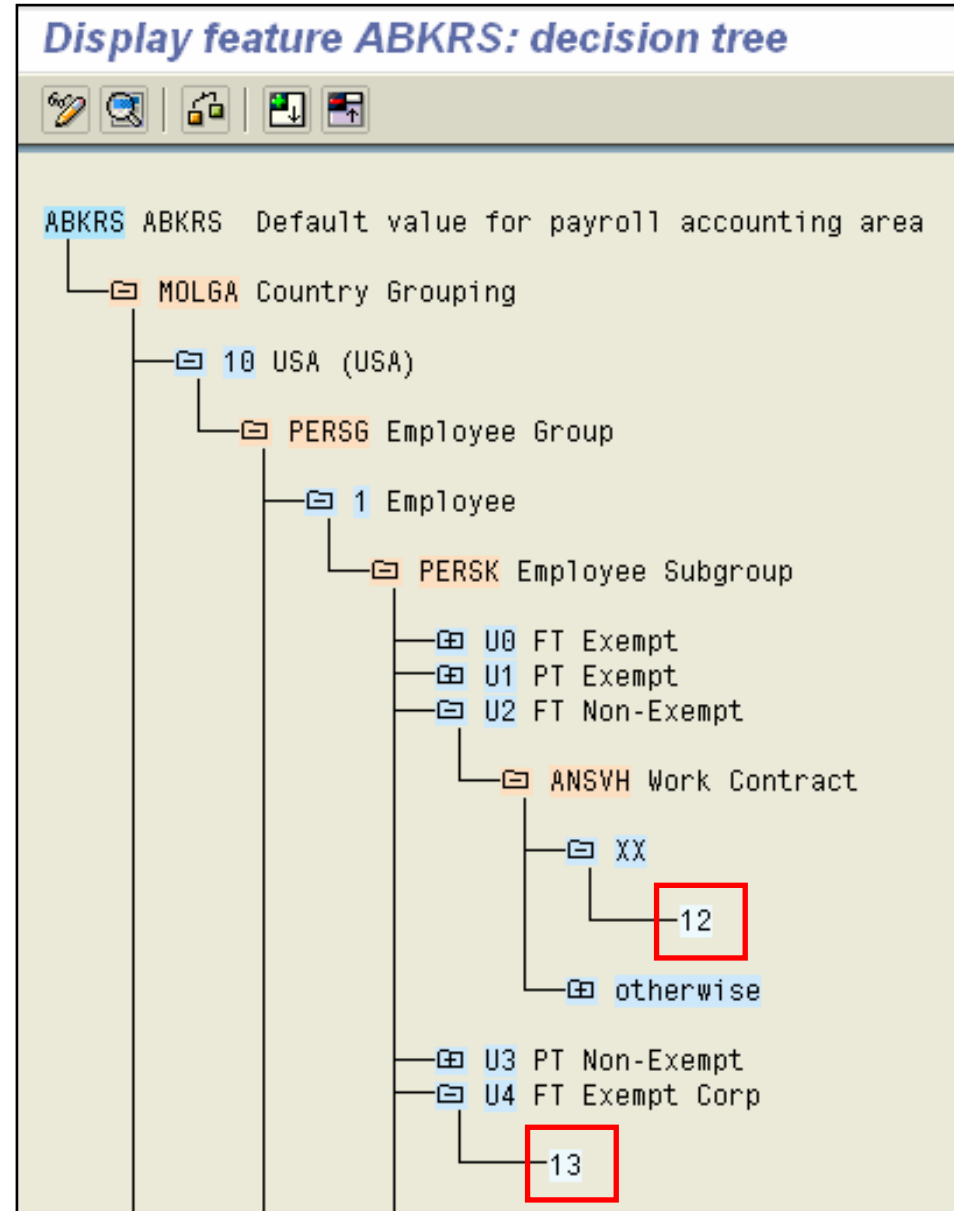 Display feature ABKRS: decision tree
ABKRS ABKRS Default value for payroll accounting area
MOLGA Country Grouping
10 USA (USA)
PERSG Employee Group
1 Employee
PERSK Employee Subgroup
U0 FT Exempt
U1 PT Exempt
U2 FT Non-Exempt
ANSVH Work Contract
XX
12
otherwise
U3 PT Non-Exempt
U4 FT Exempt Corp
13